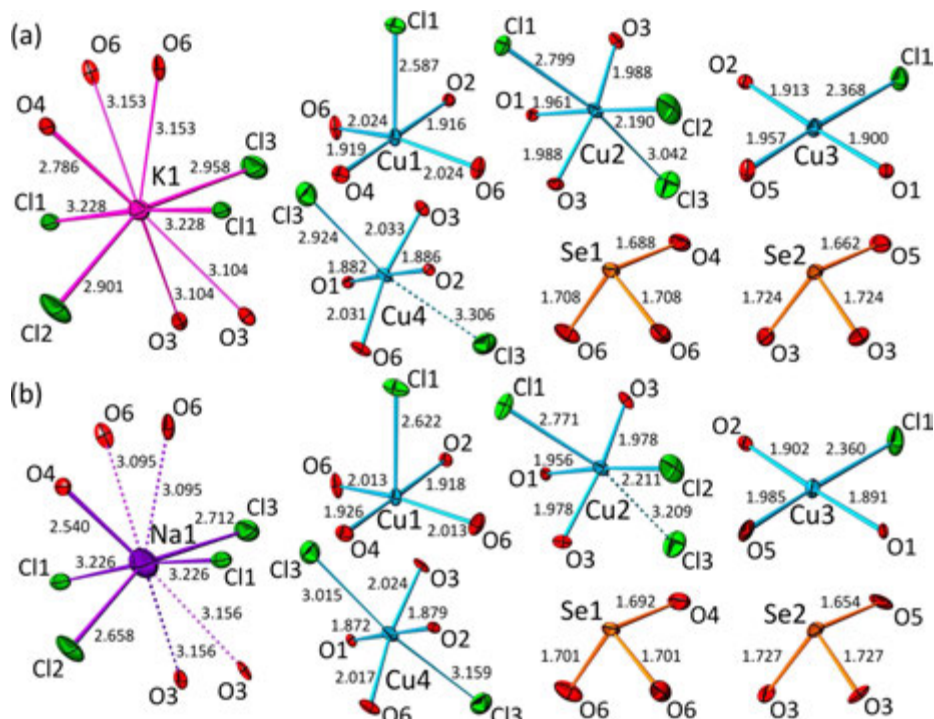 (a)
O6 O6
O4
3.153
3.153
2.786
K1
2.958
Cl3
Cl1
3.228
3.228
Cl1
2.901
3.104
3.104
Cl2
O3
O3
Cl1
2.587
O2
O6
2.024
1.916
1.919
Cu1
2.024
O4
O6
Cl1
O3
2.799
1.988
O1
1.961
2.190
Cl2
1.988
Cu2
3.042
O3
Cl3
O2
Cl1
1.913
2.368
1.957
Cu3
1.900
O5
O1
Cl3
O3
2.924
2.033
1.886
1.882
O2
O1
2.031
Cu4
3.306
O6
Cl3
1.688
Se1
O4
1.708
1.708
O6
O6
1.662
Se2
O5
1.724
1.724
O3
O3
(b)
O6
O6
O4
3.095
3.095
2.540
Na1
2.712
Cl3
Cl1
3.226
3.226
Cl1
2.658
3.156
3.156
Cl2
O3
O3
Cl1
2.622
O2
O6
2.013
1.918
1.926
Cu1
2.013
O4
O6
Cl1
O3
2.771
1.978
O1
1.956
2.211
Cl2
1.978
Cu2
3.209
O3
Cl3
O2
Cl1
1.902
2.360
1.985
Cu3
1.891
O5
O1
Cl3
O3
3.015
2.024
1.879
1.872
O2
O1
2.017
Cu4
3.159
O6
Cl3
1.692
Se1
O4
1.701
1.701
O6
O6
1.654
Se2
O5
1.727
1.727
O3
O3